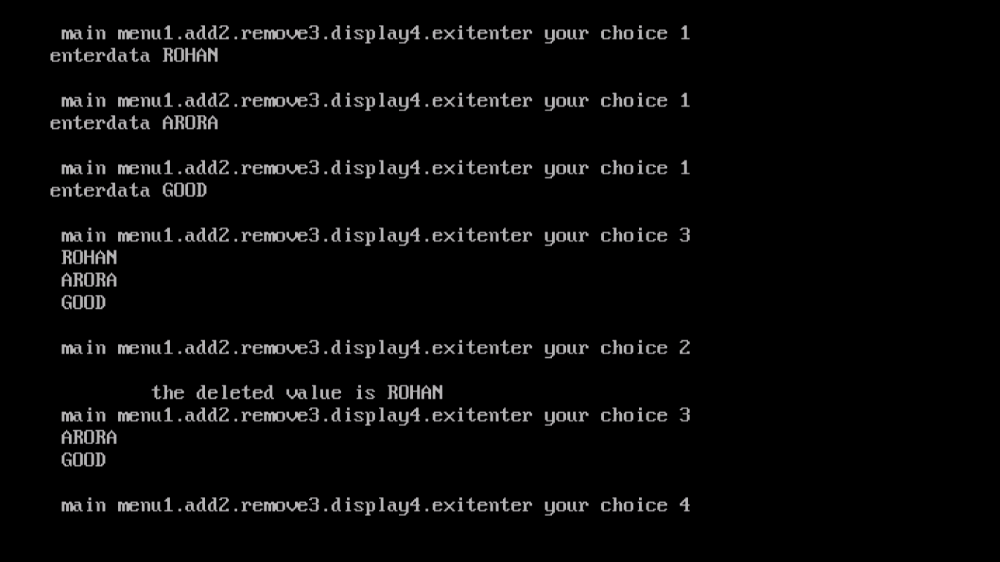 main menu1.add2.remove3.display4.exitenter your choice 1
enterdata ROHAN
main menu1.add2.remove3.display4.exitenter your choice 1
enterdata ARORA
main menu1.add2.remove3.display4.exitenter your choice 1
enterdata GOOD
main menu1.add2.remove3.display4.exitenter your choice 3
ROHAN
ARORA
GOOD
main menu1.add2.remove3.display4.exitenter your choice 2
the deleted value is ROHAN
main menu1.add2.remove3.display4.exitenter your choice 3
ARORA
GOOD
main menu1.add2.remove3.display4.exitenter your choice 4